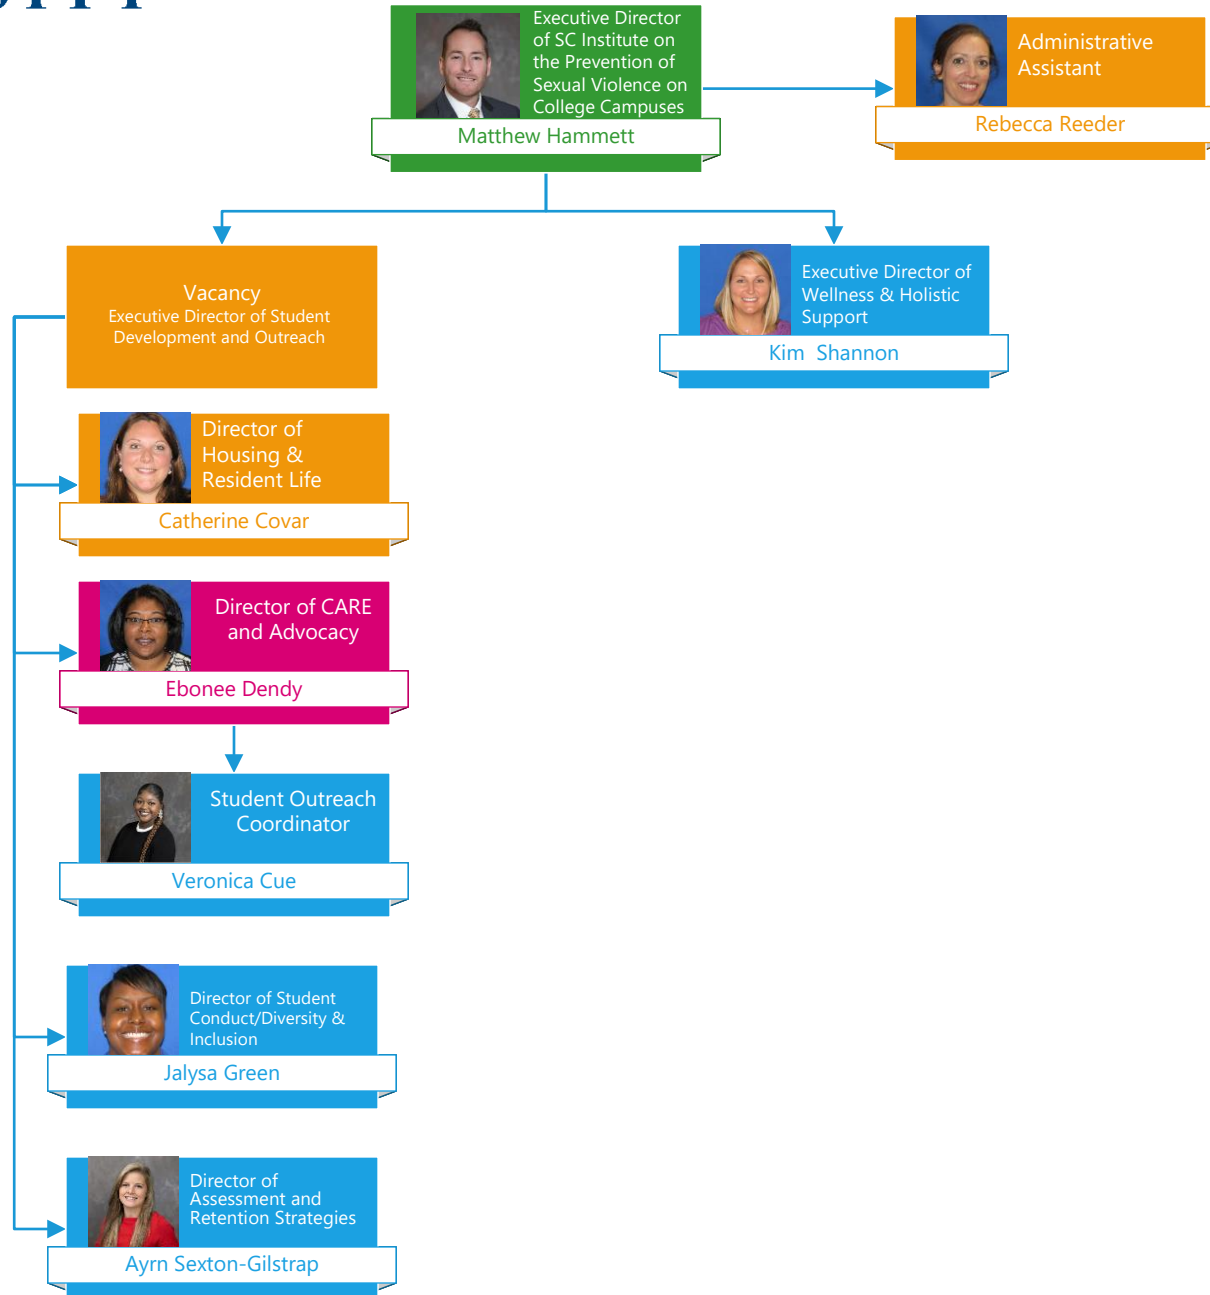 Executive Director
of SC Institute on
the Prevention of
Sexual Violence on
College Campuses
Matthew Hammett
Administrative
Assistant
Rebecca Reeder
Vacancy
Executive Director of Student
Development and Outreach
Executive Director of
Wellness & Holistic
Support
Kim Shannon
Director of
Housing &
Resident Life
Catherine Covar
Director of CARE
and Advocacy
Ebonee Dendy
Student Outreach
Coordinator
Veronica Cue
Director of Student
Conduct/Diversity &
Inclusion
Jalysa Green
Director of
Assessment and
Retention Strategies
Ayrn Sexton-Gilstrap